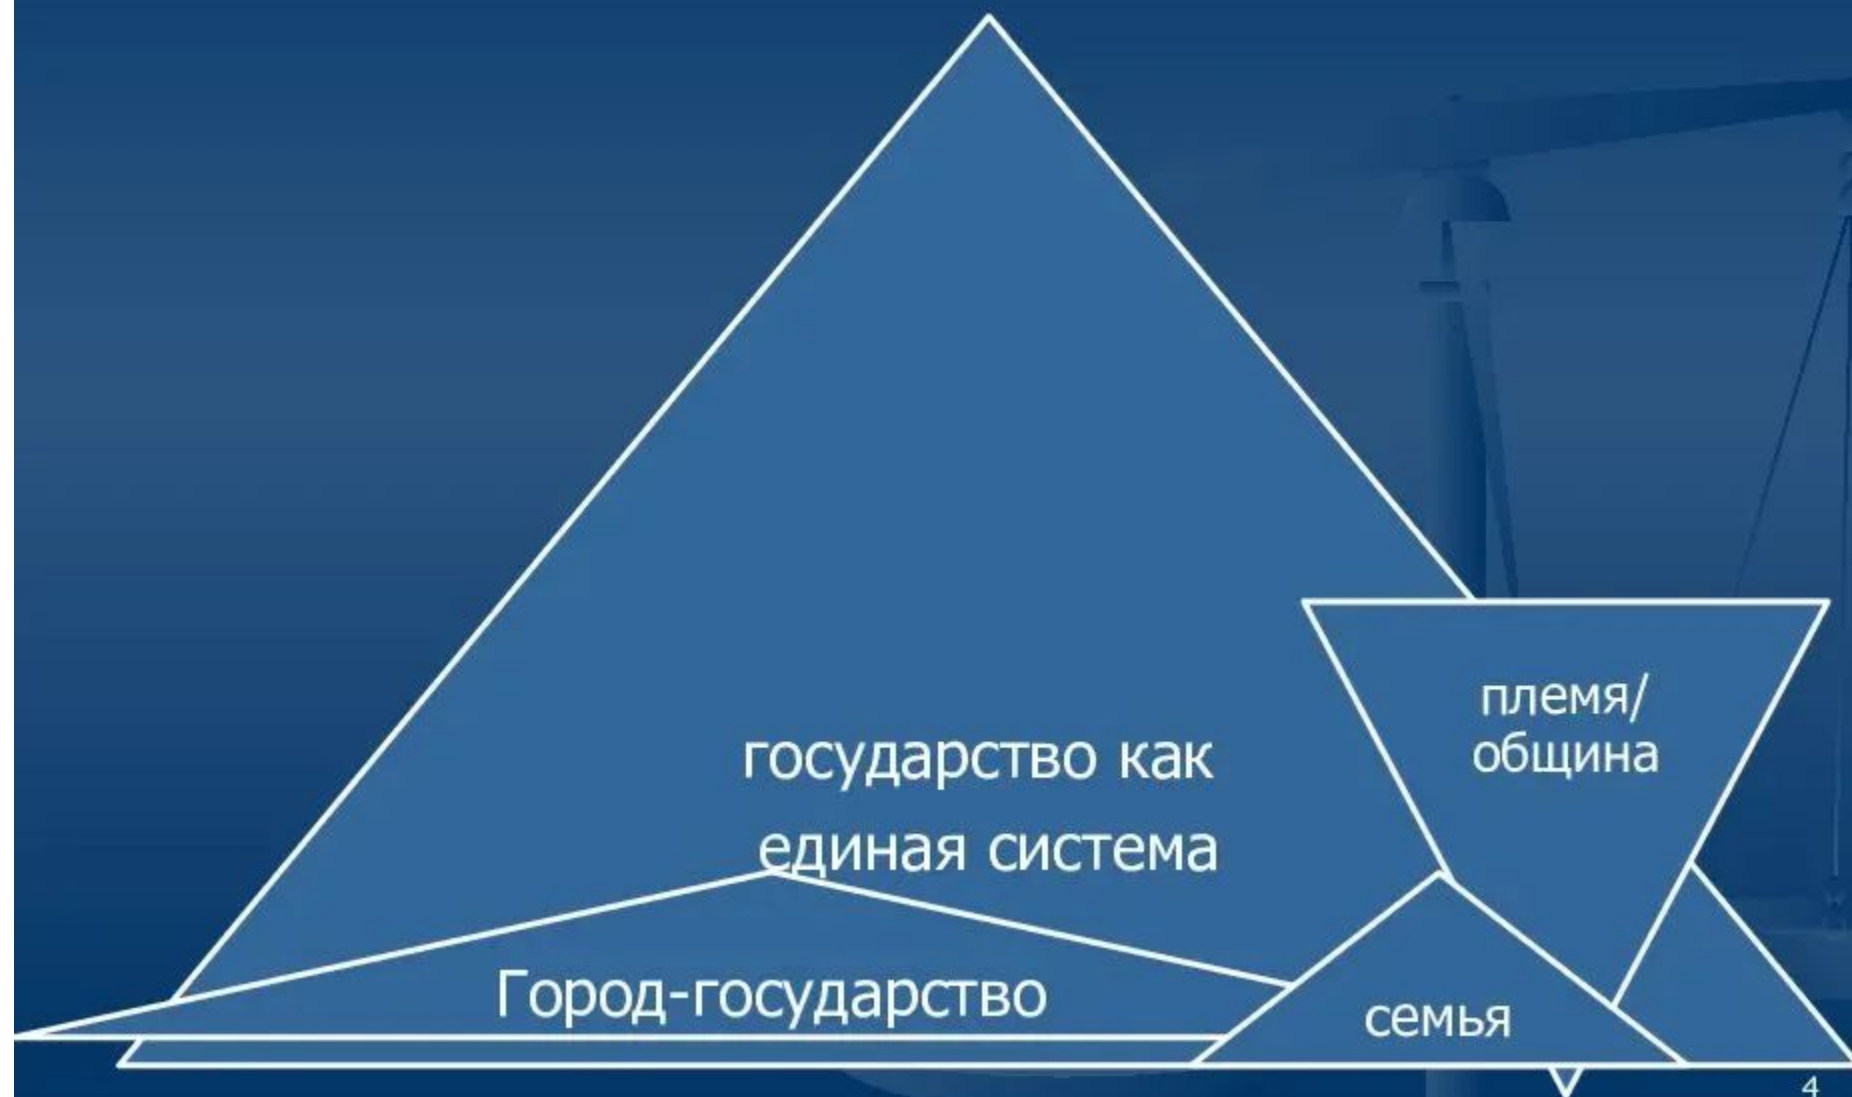 племя/
община
государство как
единая система
Город-государство
семья
4